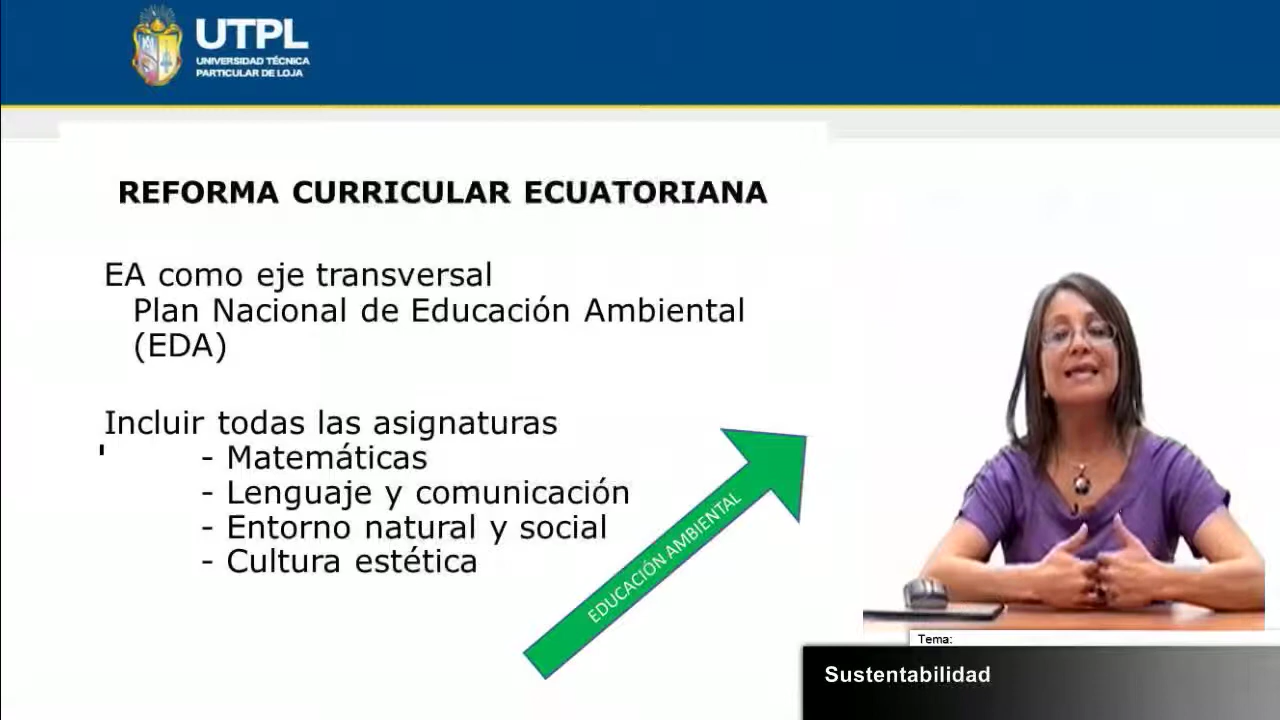 UTPL
UNIVERSIDAD TÉCNICA
PARTICULAR DE LOJA
REFORMA CURRICULAR ECUATORIANA
EA como eje transversal
Plan Nacional de Educación Ambiental
(EDA)
Incluir todas las asignaturas
- Matemáticas
- Lenguaje y comunicación
- Entorno natural y social
- Cultura estética
EDUCACIÓN AMBIENTAL
Tema:
Sustentabilidad